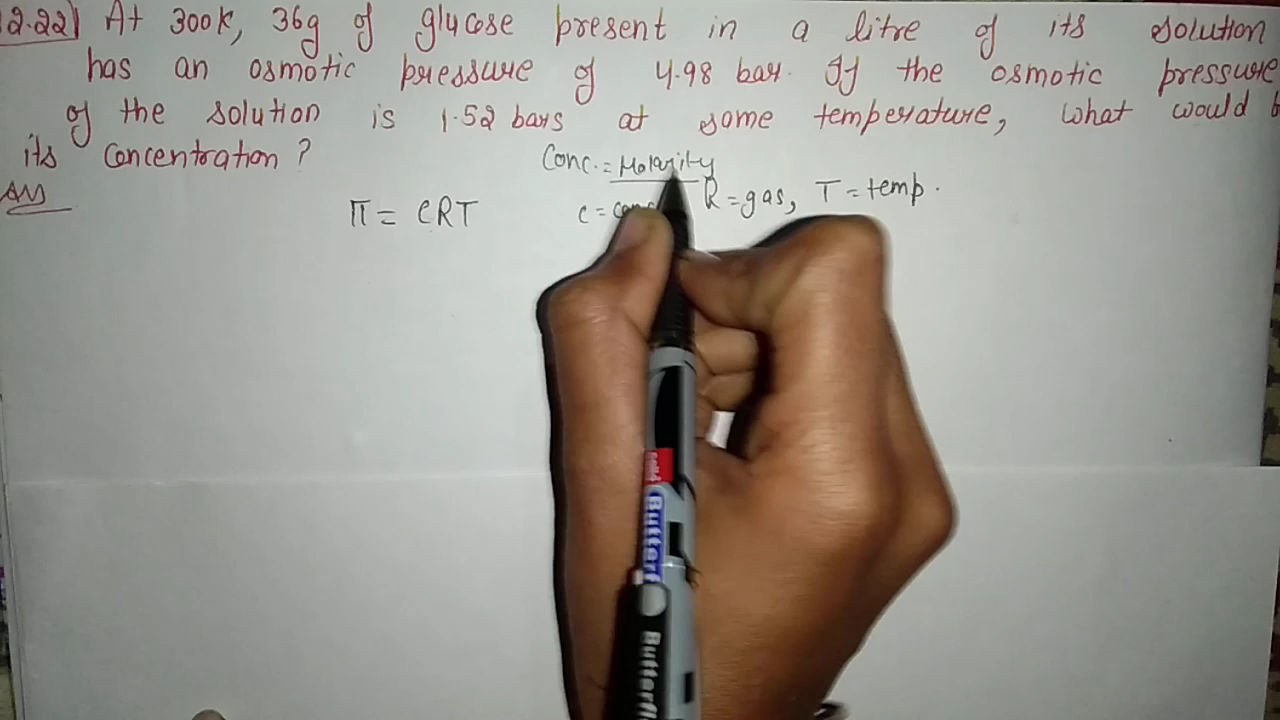 2.22) At 300K, 36g of glucose present in a litre of its solution
has an osmotic pressure of 4.98 bar. If the osmotic pressure
of the solution is 1.52 bars at some temperature, what would
its concentration?
Ans
Conc. = Molarity
π = CRT c = R = gas, T = temp.
Butterf
Butterfl